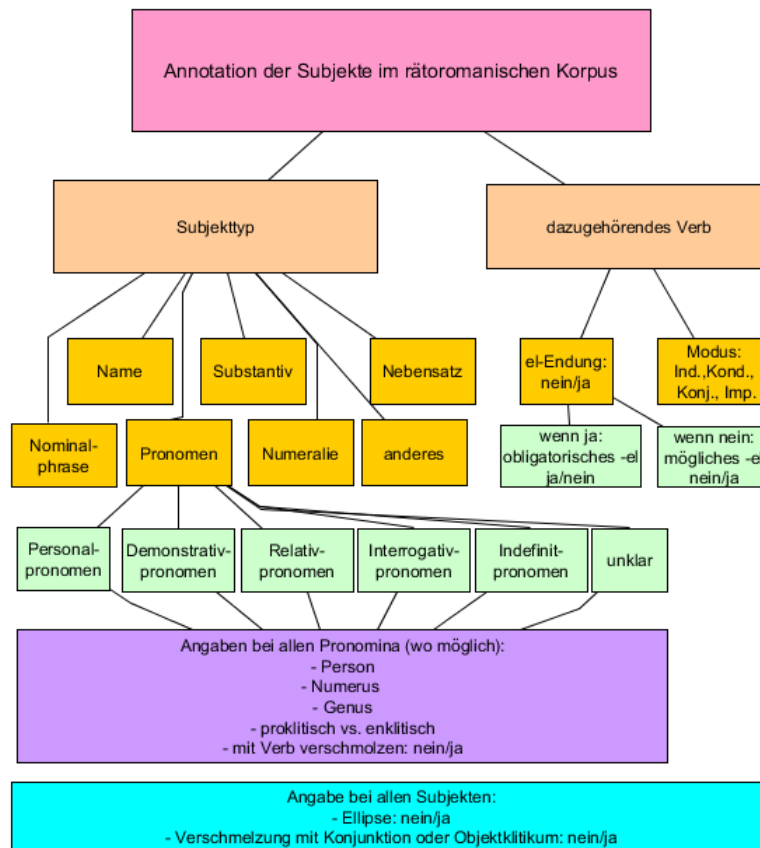 Annotation der Subjekte im rätoromanischen Korpus
Subjekttyp
dazugehörendes Verb
Name
Substantiv
Nebensatz
el-Endung:
nein/ja
Modus:
Ind.,Kond.,
Konj., Imp.
Nominal-
phrase
Pronomen
Numeralie
anderes
wenn ja:
obligatorisches -el
ja/nein
wenn nein:
mögliches -el
nein/ja
Personal-
pronomen
Demonstrativ-
pronomen
Relativ-
pronomen
Interrogativ-
pronomen
Indefinit-
pronomen
unklar
Angaben bei allen Pronomina (wo möglich):
- Person
- Numerus
- Genus
- proklitisch vs. enklitisch
- mit Verb verschmolzen: nein/ja
Angabe bei allen Subjekten:
- Ellipse: nein/ja
- Verschmelzung mit Konjunktion oder Objektklitikum: nein/ja